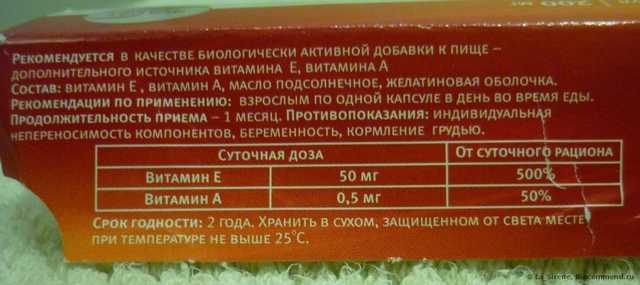 200 мг
Рекомендуется в качестве биологически активной добавки к пище –
дополнительного источника витамина Е, витамина А
Состав: витамин Е , витамин А, масло подсолнечное, желатиновая оболочка.
Рекомендации по применению: взрослым по одной капсуле в день во время еды.
Продолжительность приема – 1 месяц. Противопоказания: индивидуальная
непереносимость компонентов, беременность, кормление грудью.
Суточная доза От суточного рациона
Витамин Е 50 мг 500%
Витамин А 0,5 мг 50%
Срок годности: 2 года. Хранить в сухом, защищенном от света месте
при температуре не выше 25°С.